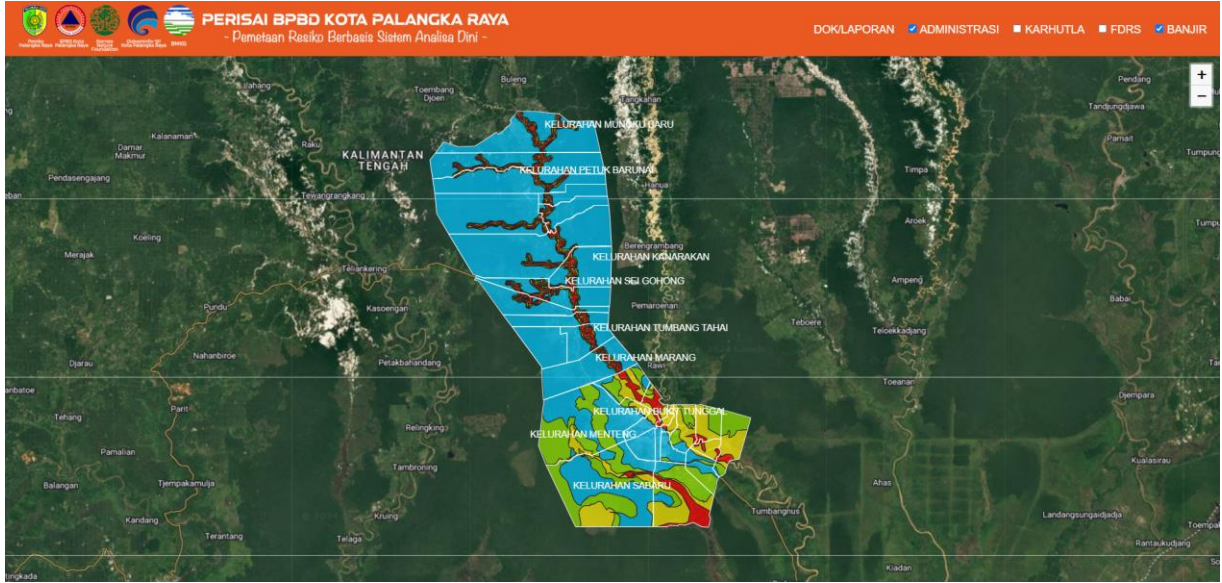 PERISAI BPBD KOTA PALANGKA RAYA
- Pemetaan Resiko Berbasis Sistem Analisa Dini -
DOK/LAPORAN
ADMINISTRASI
KARHUTLA
FDRS
BANJIR
BMKG
+
−
Buleng
Pendang
Toembang
Djoen
Tangkahan
Tandjungdjawa
KELURAHAN MUNGKU BARU
Kalanaman
Raku
Pamait
Damar
Makmur
KALIMANTAN
TENGAH
Tumpung
Pendasengajang
KELURAHAN PETUK BARUNAI
Timpa
Hanua
Tewangrangkang
Aroek
Koeling
Merajak
Berengrambang
KELURAHAN KANARAKAN
Teliankering
KELURAHAN SEI GOHONG
Ampeng
Babai
Pundu
Kasoengan
Pemaroenan
Teboere
KELURAHAN TUMBANG TAHAI
Teloekkadjang
Nahanbiroe
Djarau
Petakbahandang
KELURAHAN MARANG
Rawi
Toeanan
Djempara
Parit
Tehang
KELURAHAN BUKIT TUNGGAL
Relingking
KELURAHAN MENTENG
Pamalian
Kualasirau
Tambroning
Balangan
Tjempakamulja
KELURAHAN SABARU
Ahas
Tumbangnus
Kandang
Kruing
Landangsungaidjadja
Terantang
Telaga
Rantaukudjang
Kiadan